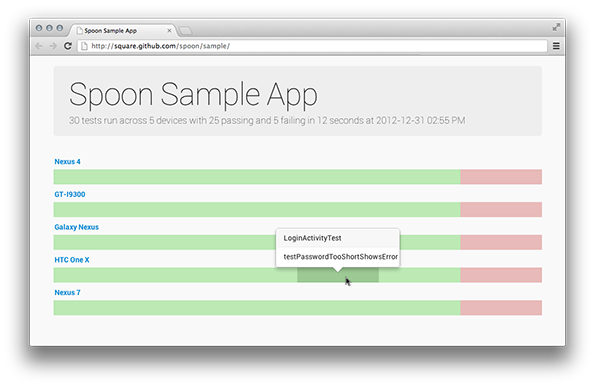 Spoon Sample App
http://square.github.com/spoon/sample/
Spoon Sample App
30 tests run across 5 devices with 25 passing and 5 failing in 12 seconds at 2012-12-31 02:55 PM
Nexus 4
GT-I9300
Galaxy Nexus
LoginActivityTest
testPasswordTooShortShowsError
HTC One X
Nexus 7